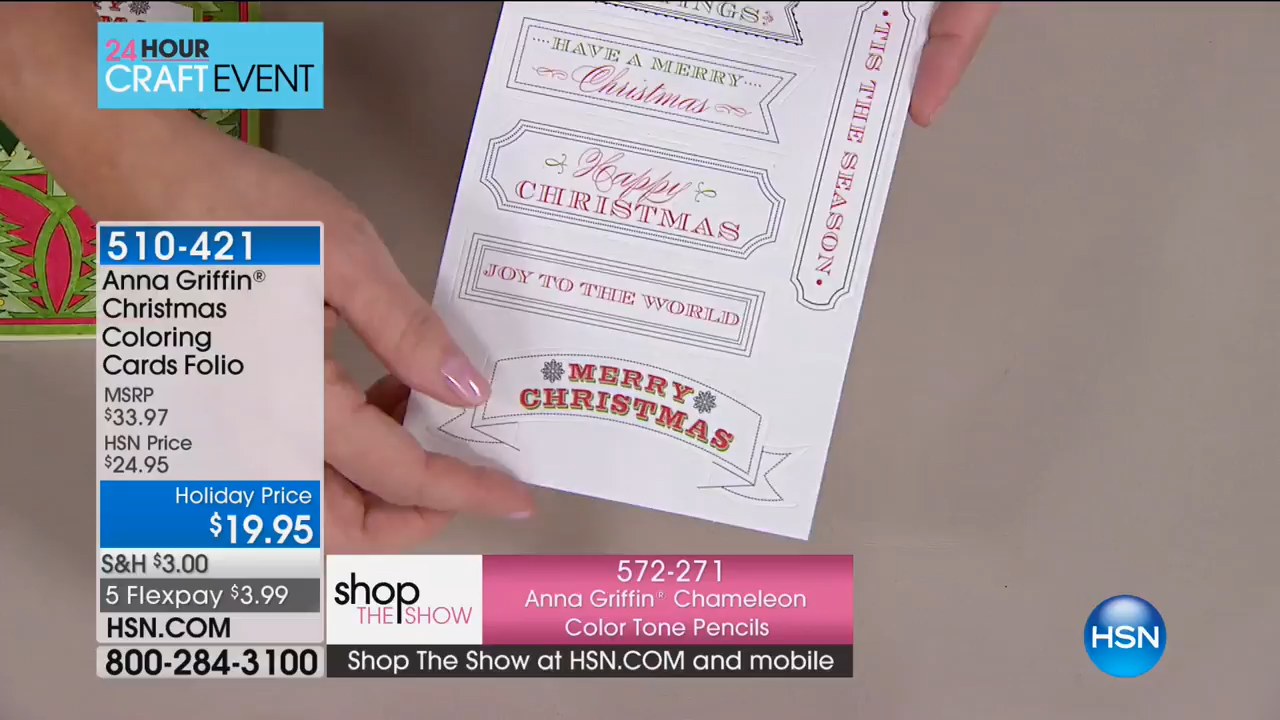 24 HOUR
CRAFT EVENT
HAVE A MERRY
Christmas
Happy
CHRISTMAS
JOY TO THE WORLD
MERRY
CHRISTMAS
'TIS THE SEASON
510-421
Anna Griffin®
Christmas
Coloring
Cards Folio
MSRP
$33.97
HSN Price
$24.95
Holiday Price
$19.95
S&H $3.00
5 Flexpay $3.99
HSN.COM
800-284-3100
shop
THE SHOW
572-271
Anna Griffin® Chameleon
Color Tone Pencils
Shop The Show at HSN.COM and mobile
HSN